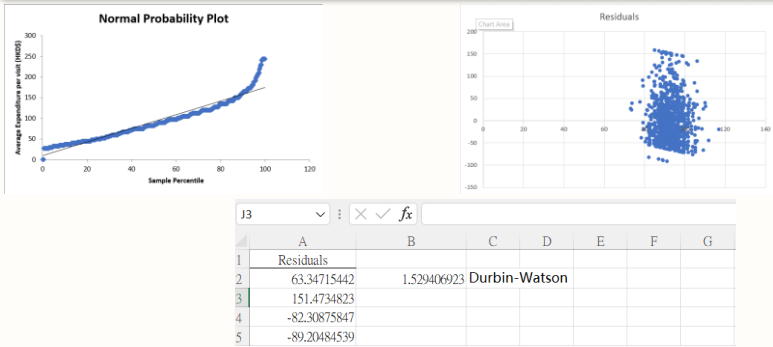 Normal Probability Plot
Average Expenditure per visit (HKD$)
300
250
200
150
100
50
0
0 20 40 60 80 100 120
Sample Percentile
Residuals
Chart Area
200
150
100
50
0
-50
-100
-150
0 20 40 60 120 140
J3 fx
A B C D E F G
1 Residuals
2 63.34715442 1.529406923 Durbin-Watson
3 151.4734823
4 -82.30875847
5 -89.20484539